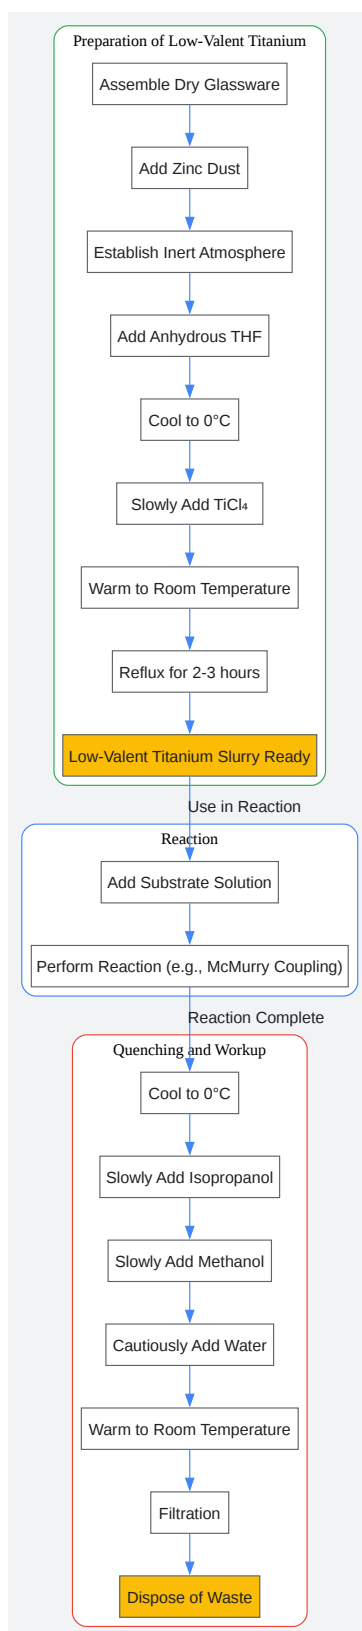 Preparation of Low-Valent Titanium
Assemble Dry Glassware
Add Zinc Dust
Establish Inert Atmosphere
Add Anhydrous THF
Cool to 0°C
Slowly Add TiCl₄
Warm to Room Temperature
Reflux for 2-3 hours
Low-Valent Titanium Slurry Ready
Use in Reaction
Reaction
Add Substrate Solution
Perform Reaction (e.g., McMurry Coupling)
Reaction Complete
Quenching and Workup
Cool to 0°C
Slowly Add Isopropanol
Slowly Add Methanol
Cautiously Add Water
Warm to Room Temperature
Filtration
Dispose of Waste